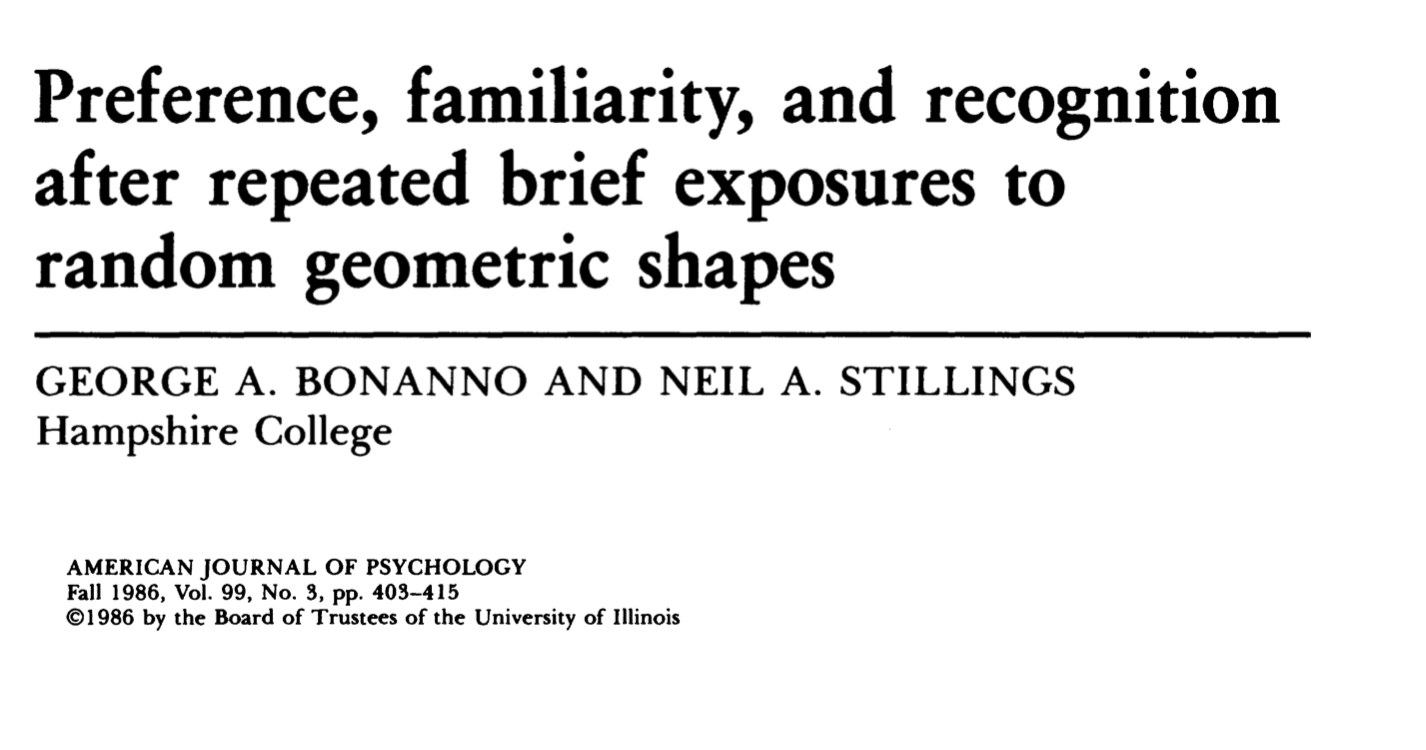 Preference, familiarity, and recognition
after repeated brief exposures to
random geometric shapes
GEORGE A. BONANNO AND NEIL A. STILLINGS
Hampshire College
AMERICAN JOURNAL OF PSYCHOLOGY
Fall 1986, Vol. 99, No. 3, pp. 403–415
©1986 by the Board of Trustees of the University of Illinois